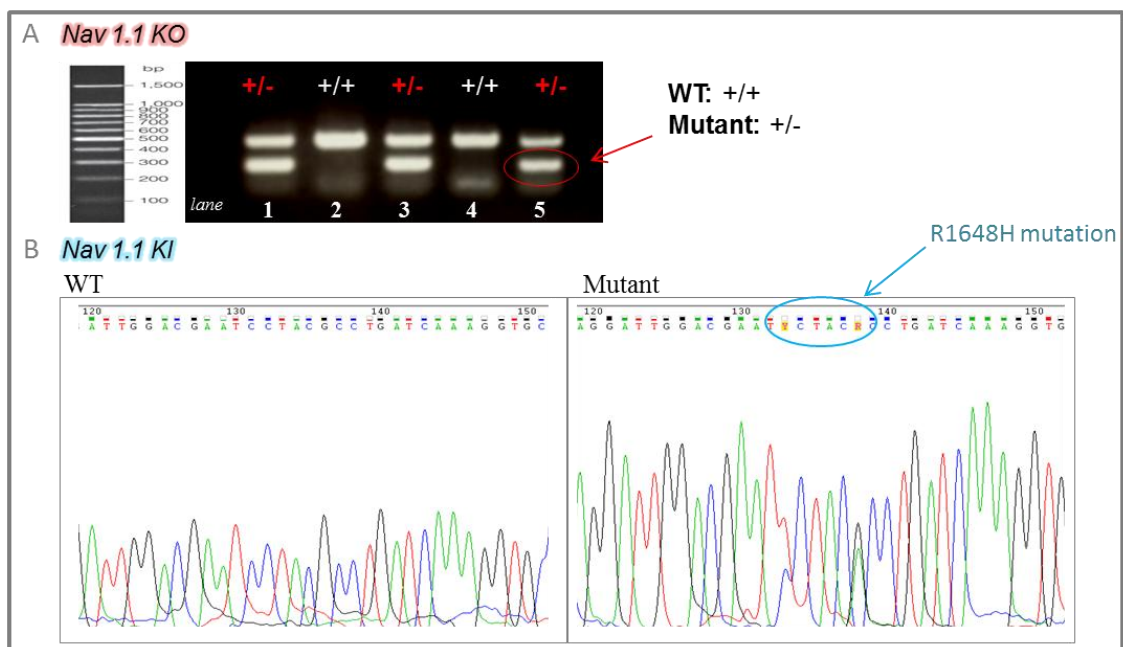 A Nav 1.1 KO
bp
1,500
1,000
900
800
700
600
500
400
300
200
100
+/- +/+ +/- +/+ +/-
lane 1 2 3 4 5
WT: +/+
Mutant: +/-
B Nav 1.1 KI
R1648H mutation
WT
120 130 140 150
A T T G G A C G A A T C C T A C G C C T G A T C A A A G G T G C
Mutant
120 130 140 150
A G G A T T G G A C G A A T Y C T A C R C C T G A T C A A A G G T G